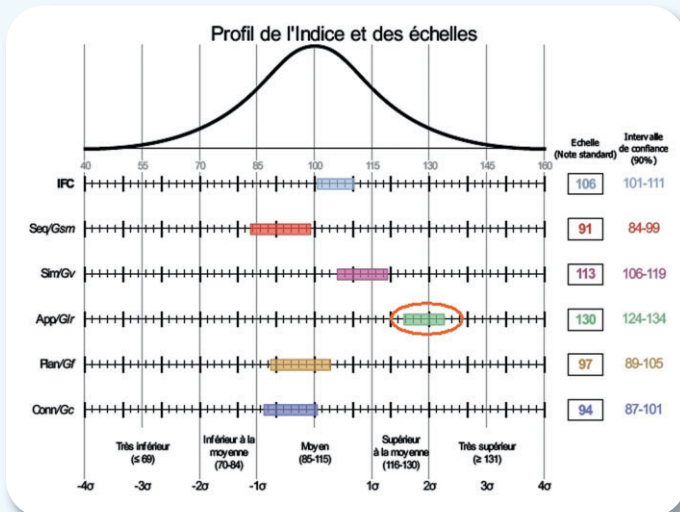 Profil de l'Indice et des échelles
Echelle
(Note standard)
Intervalle
de confiance
(90%)
40 55 70 85 100 115 130 145 160
IFC 106 101-111
Seq/Gsm 91 84-99
Sim/Gv 113 106-119
App/Glr 130 124-134
Plan/Gf 97 89-105
Conn/Gc 94 87-101
Très inférieur
(≤ 69)
Inférieur à la
moyenne
(70-84)
Moyen
(85-115)
Supérieur
à la moyenne
(116-130)
Très supérieur
(≥ 131)
-4σ -3σ -2σ -1σ 1σ 2σ 3σ 4σ